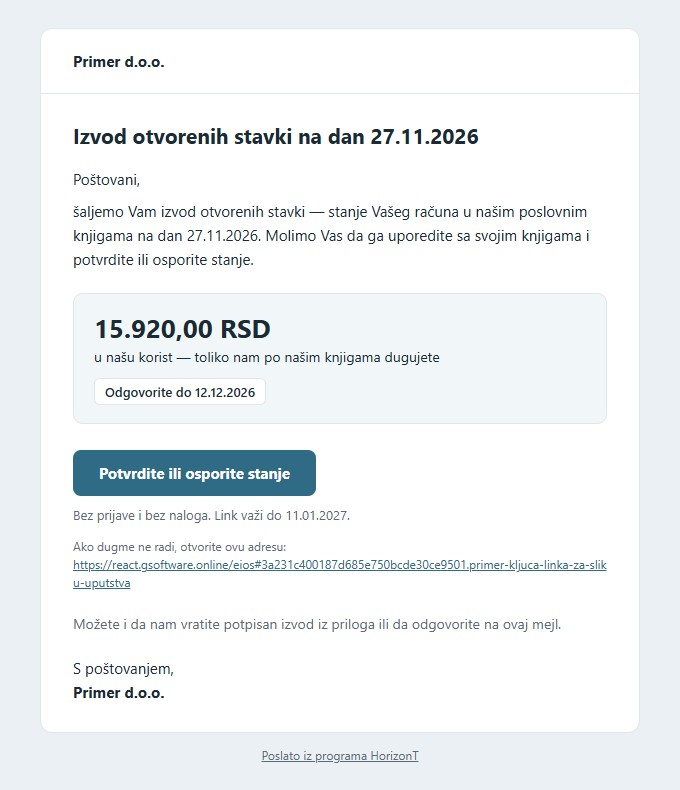 Primer d.o.o.
Izvod otvorenih stavki na dan 27.11.2026
Poštovani,
šaljemo Vam izvod otvorenih stavki — stanje Vašeg računa u našim poslovnim
knjigama na dan 27.11.2026. Molimo Vas da ga uporedite sa svojim knjigama i
potvrdite ili osporite stanje.
15.920,00 RSD
u našu korist — toliko nam po našim knjigama dugujete
Odgovorite do 12.12.2026
Potvrdite ili osporite stanje
Bez prijave i bez naloga. Link važi do 11.01.2027.
Ako dugme ne radi, otvorite ovu adresu:
https://react.gsoftware.online/eios#3a231c400187d685e750bcde30ce9501.primer-kljuca-linka-za-slik
u-uputstva
Možete i da nam vratite potpisan izvod iz priloga ili da odgovorite na ovaj mejl.
S poštovanjem,
Primer d.o.o.
Poslato iz programa HorizonT